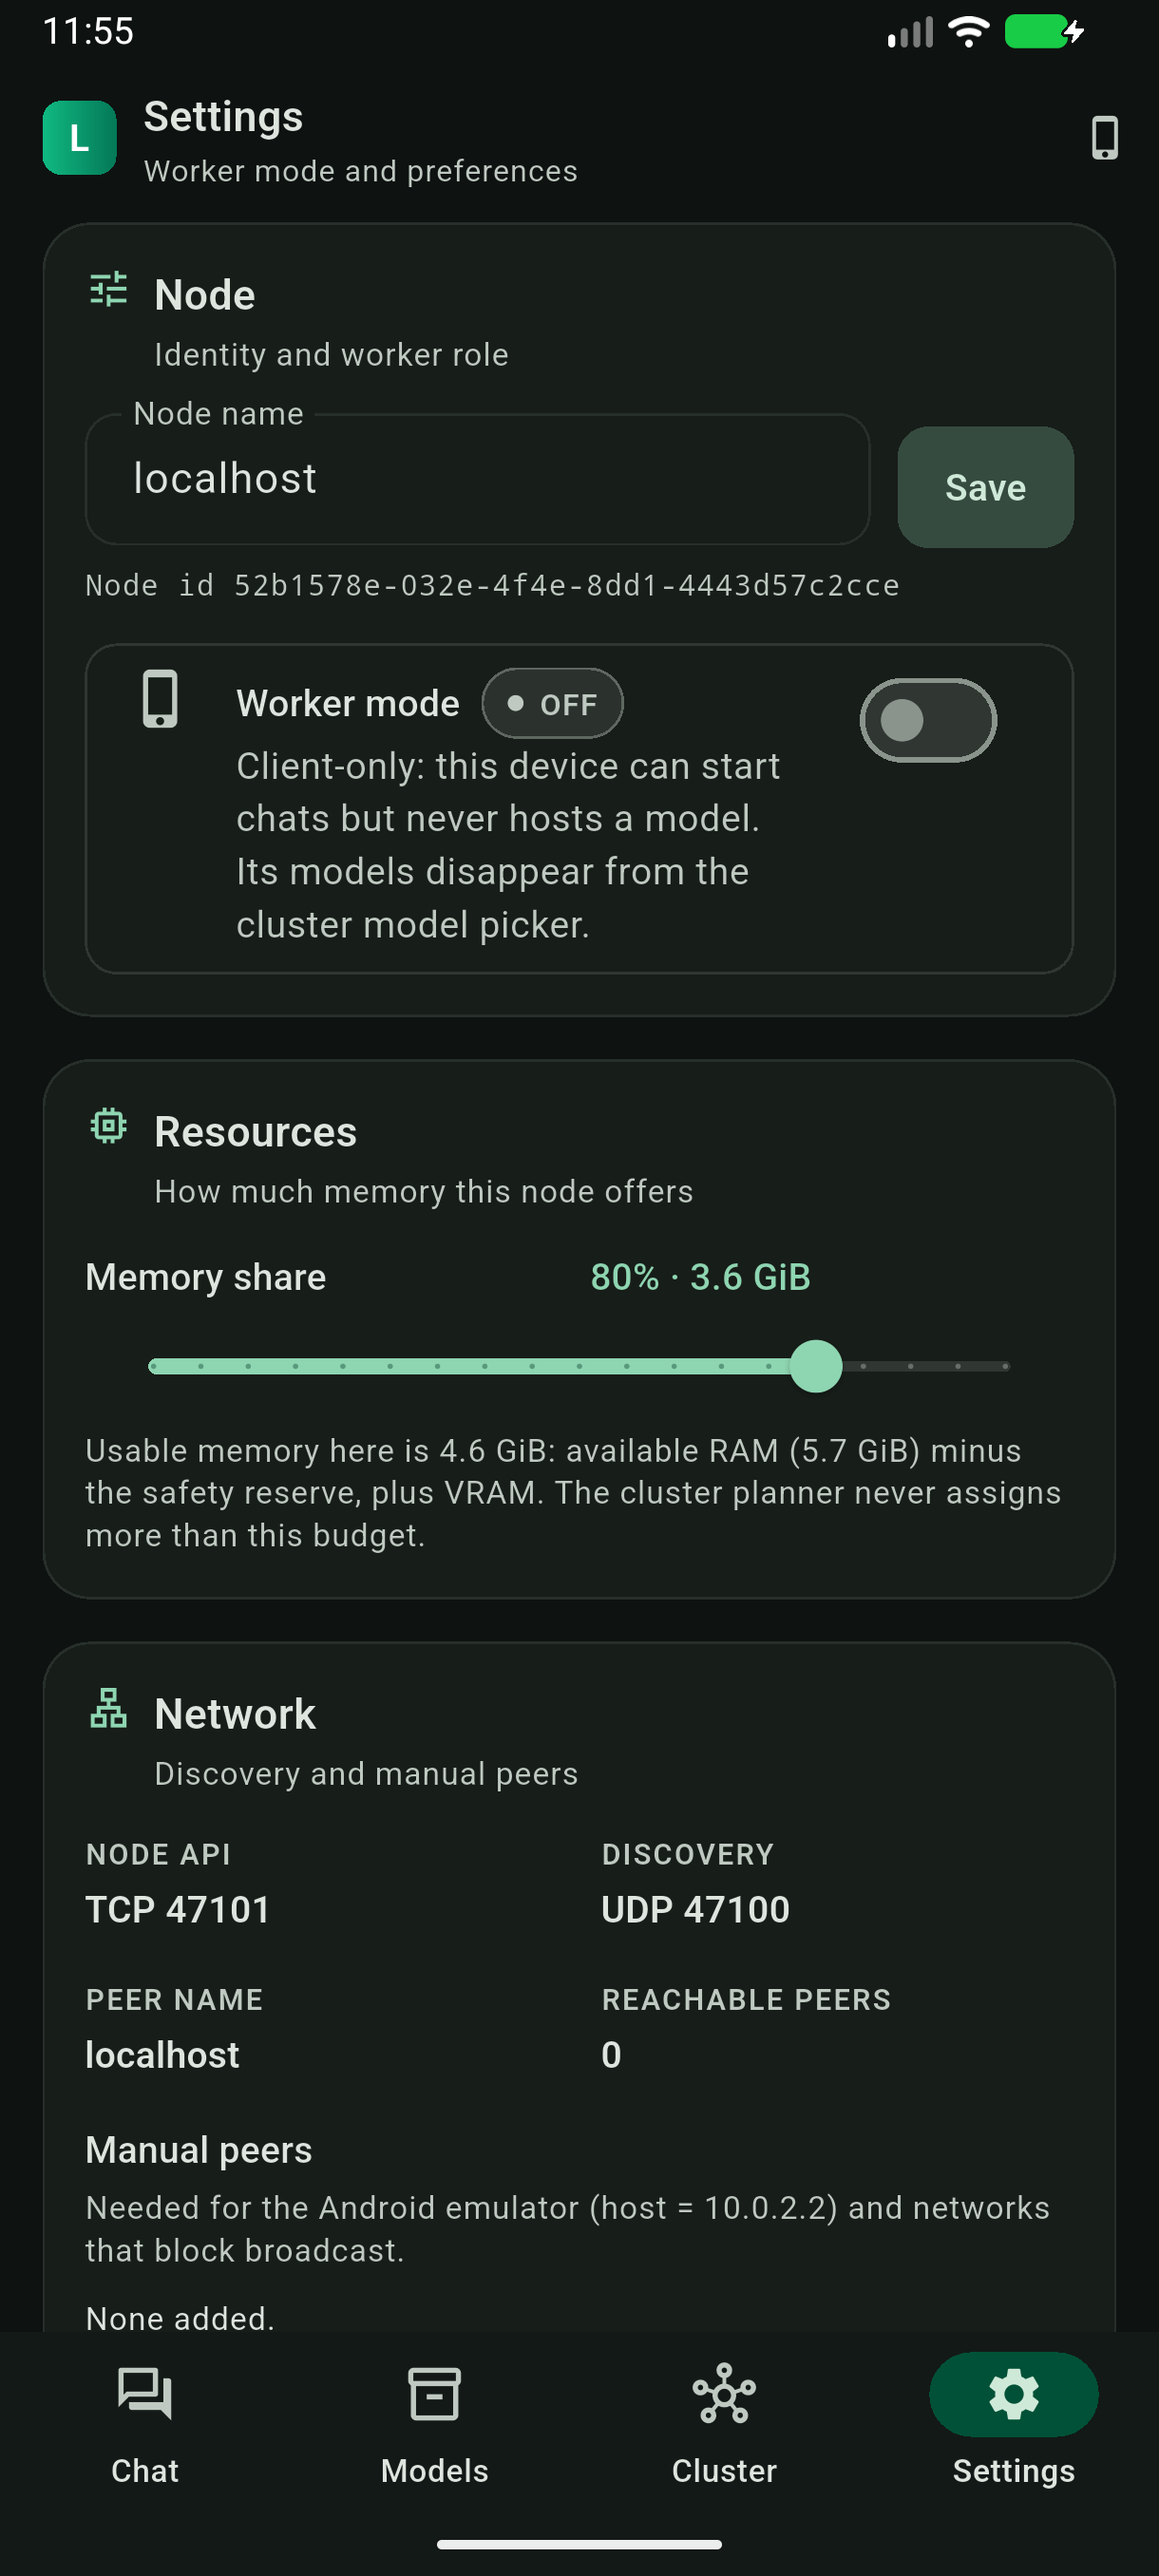 11:55
L
Settings
Worker mode and preferences
Node
Identity and worker role
Node name
localhost
Save
Node id 52b1578e-032e-4f4e-8dd1-4443d57c2cce
Worker mode
OFF
Client-only: this device can start
chats but never hosts a model.
Its models disappear from the
cluster model picker.
Resources
How much memory this node offers
Memory share
80% · 3.6 GiB
Usable memory here is 4.6 GiB: available RAM (5.7 GiB) minus
the safety reserve, plus VRAM. The cluster planner never assigns
more than this budget.
Network
Discovery and manual peers
NODE API
DISCOVERY
TCP 47101
UDP 47100
PEER NAME
REACHABLE PEERS
localhost
0
Manual peers
Needed for the Android emulator (host = 10.0.2.2) and networks
that block broadcast.
None added.
Chat
Models
Cluster
Settings